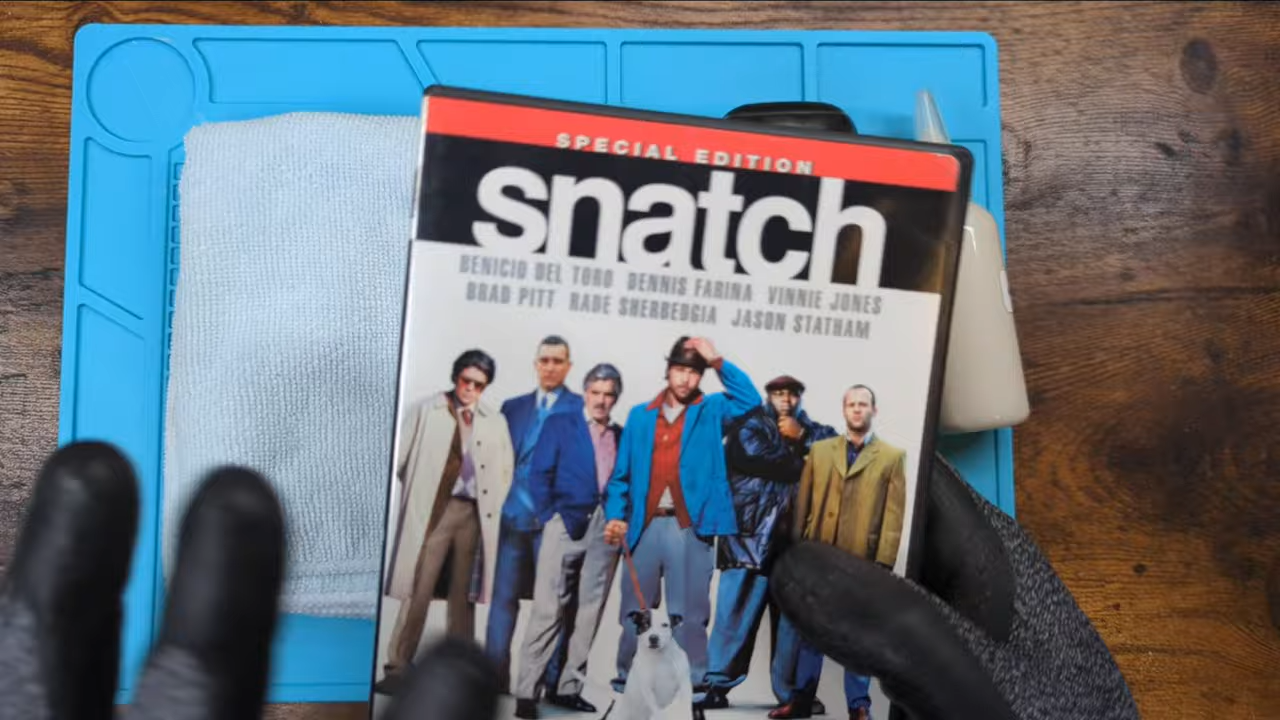 SPECIAL EDITION
snatch
BENICIO DEL TORO DENNIS FARINA VINNIE JONES
BRAD PITT RADE SHERBEDGIA JASON STATHAM